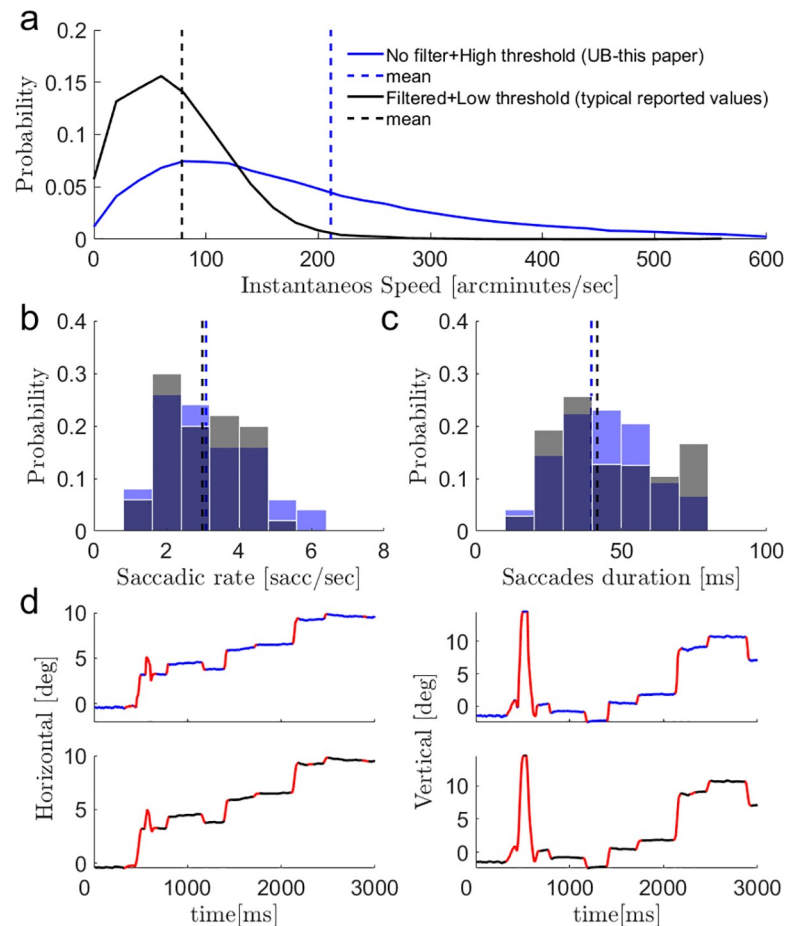 a
0.2
0.15
0.1
0.05
0
Probability
No filter+High threshold (UB-this paper)
mean
Filtered+Low threshold (typical reported values)
mean
0 100 200 300 400 500 600
Instantaneos Speed [arcminutes/sec]
b
0.4
0.3
0.2
0.1
0
Probability
0 2 4 6 8
Saccadic rate [sacc/sec]
c
0.4
0.3
0.2
0.1
0
Probability
0 50 100
Saccades duration [ms]
d
10
5
0
10
5
0
Horizontal [deg]
0 1000 2000 3000
time[ms]
10
5
0
10
5
0
Vertical [deg]
0 1000 2000 3000
time[ms]